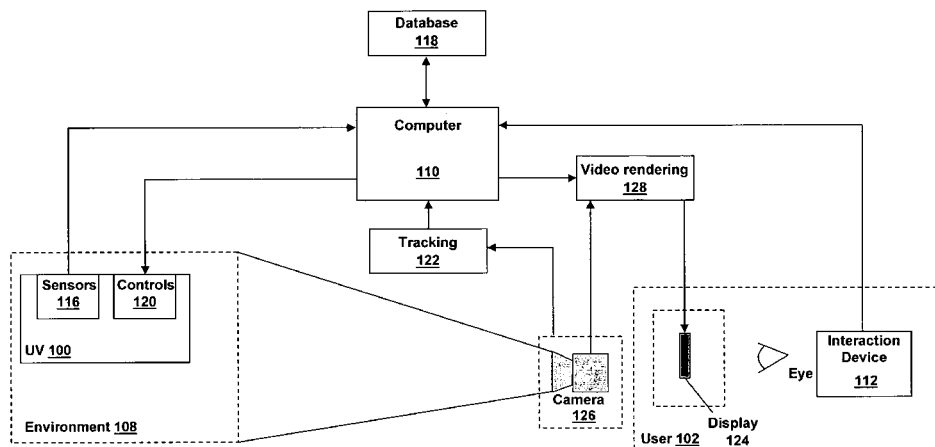 Database
118
Computer
110
Video rendering
128
Tracking
122
Sensors
116
Controls
120
UV 100
Environment 108
Camera
126
Eye
Interaction
Device
112
Display
124
User 102